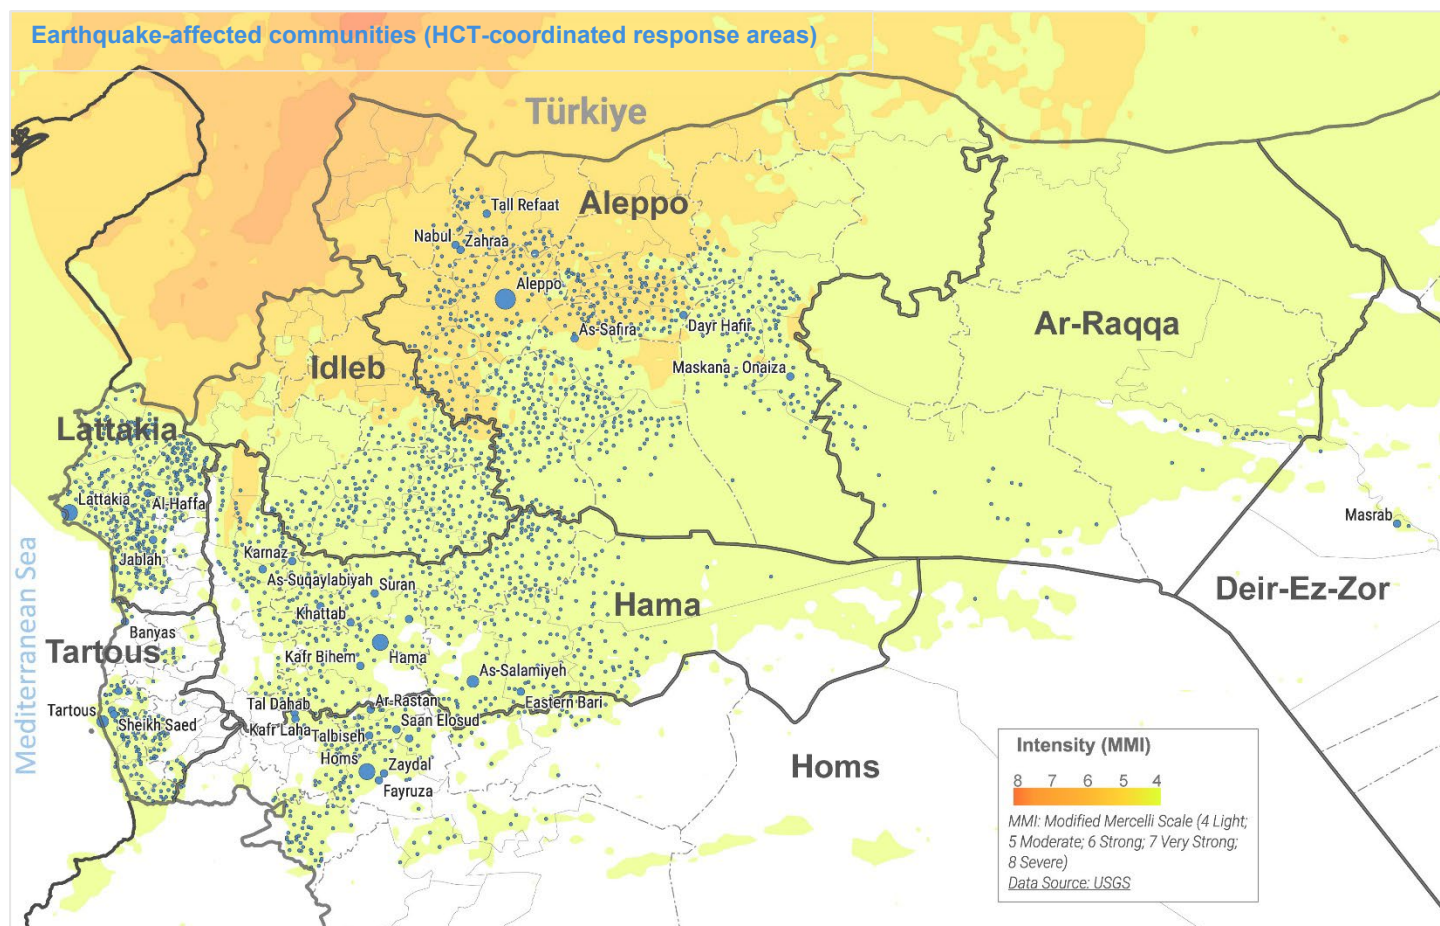 Earthquake-affected communities (HCT-coordinated response areas)
Türkiye
Aleppo
Tall Refaat
Nabul
Zahraa
Aleppo
As-Safira
Dayr Hafir
Maskana - Onaiza
Ar-Raqqa
Idleb
Lattakia
Lattakia
Al-Haffa
Jablah
Masrab
Deir-Ez-Zor
Karnaz
As-Suqaylabiyah
Suran
Khattab
Hama
Kafr Bihem
Hama
Banyas
Tartous
As-Salamiyeh
Eastern Bari
Tartous
Sheikh Saed
Tal Dahab
Kafr Laha
Ar-Rastan
Saan Elosud
Talbiseh
Homs
Zaydal
Fayruza
Homs
Mediterranean Sea
Intensity (MMI)
8 7 6 5 4
MMI: Modified Mercelli Scale (4 Light;
5 Moderate; 6 Strong; 7 Very Strong;
8 Severe)
Data Source: USGS